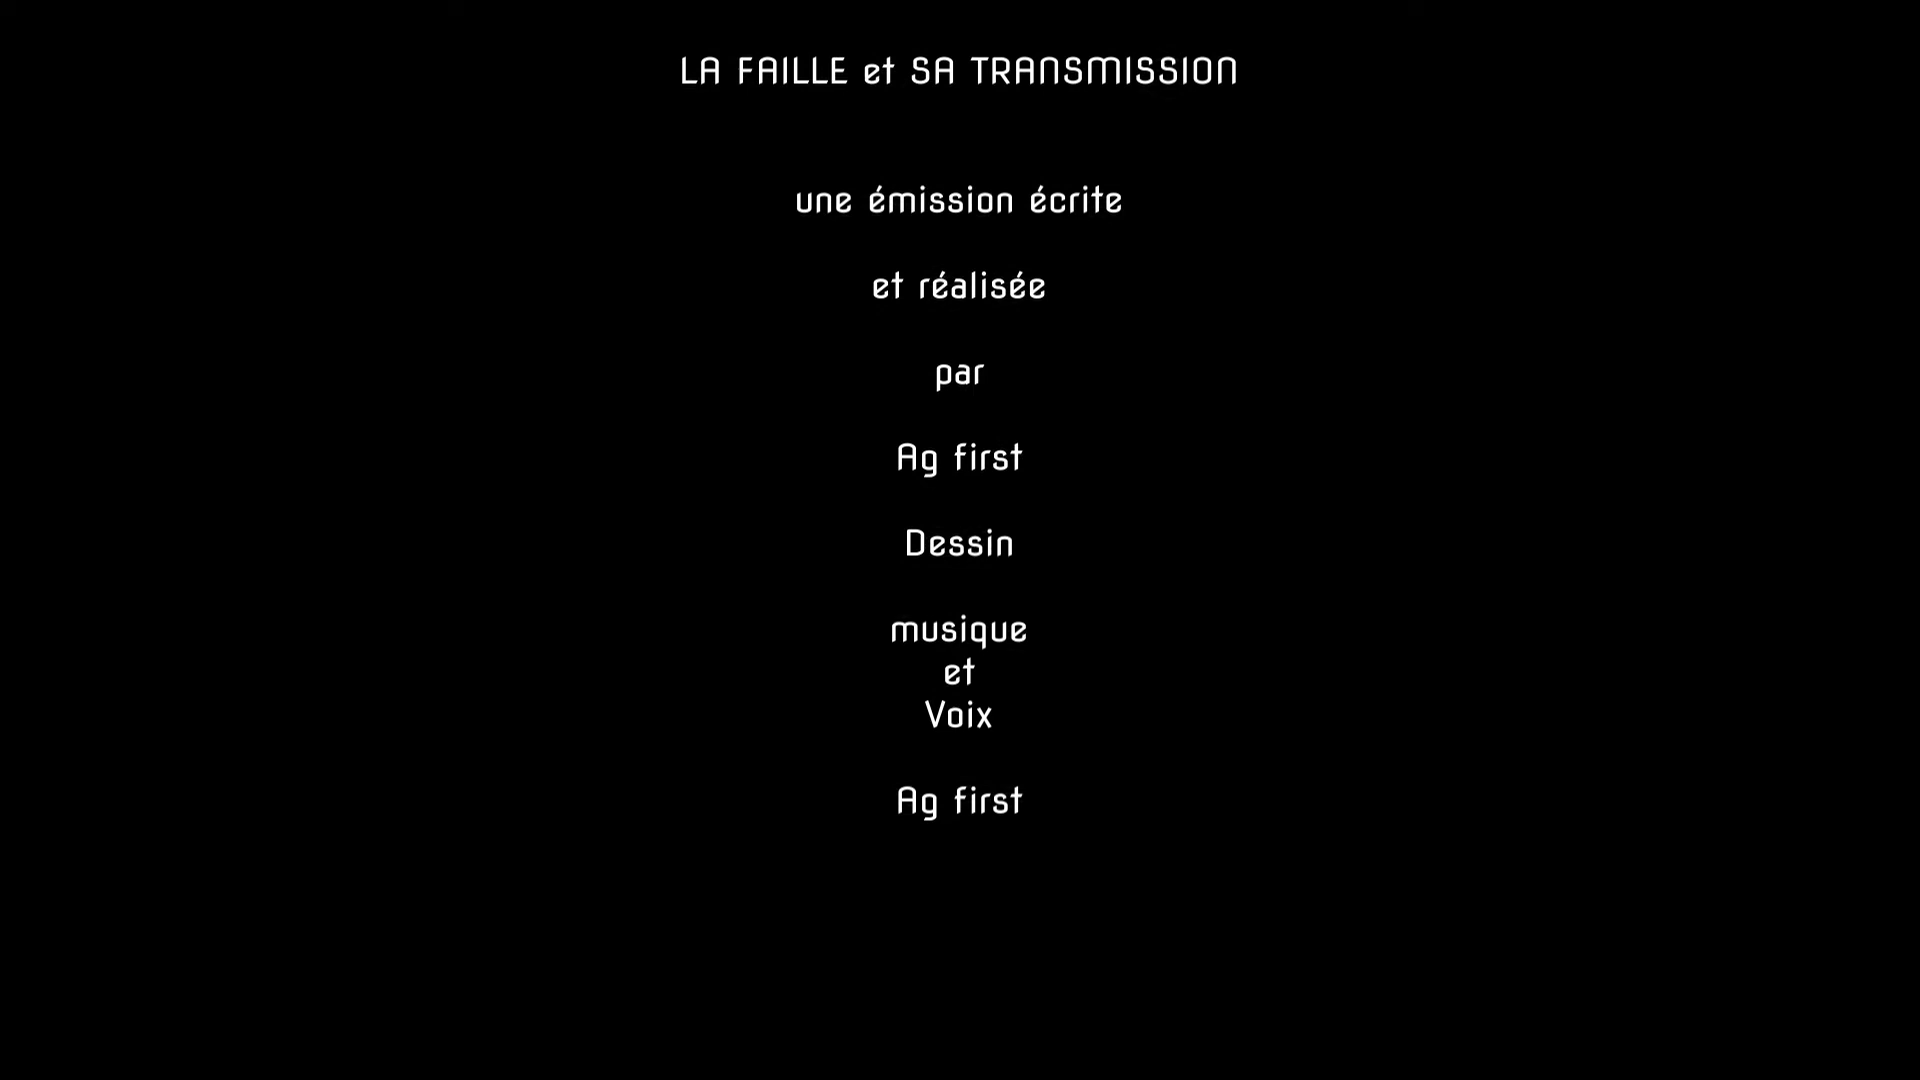 LA FAILLE et SA TRANSMISSION
une émission écrite
et réalisée
par
Ag first
Dessin
musique
et
Voix
Ag first